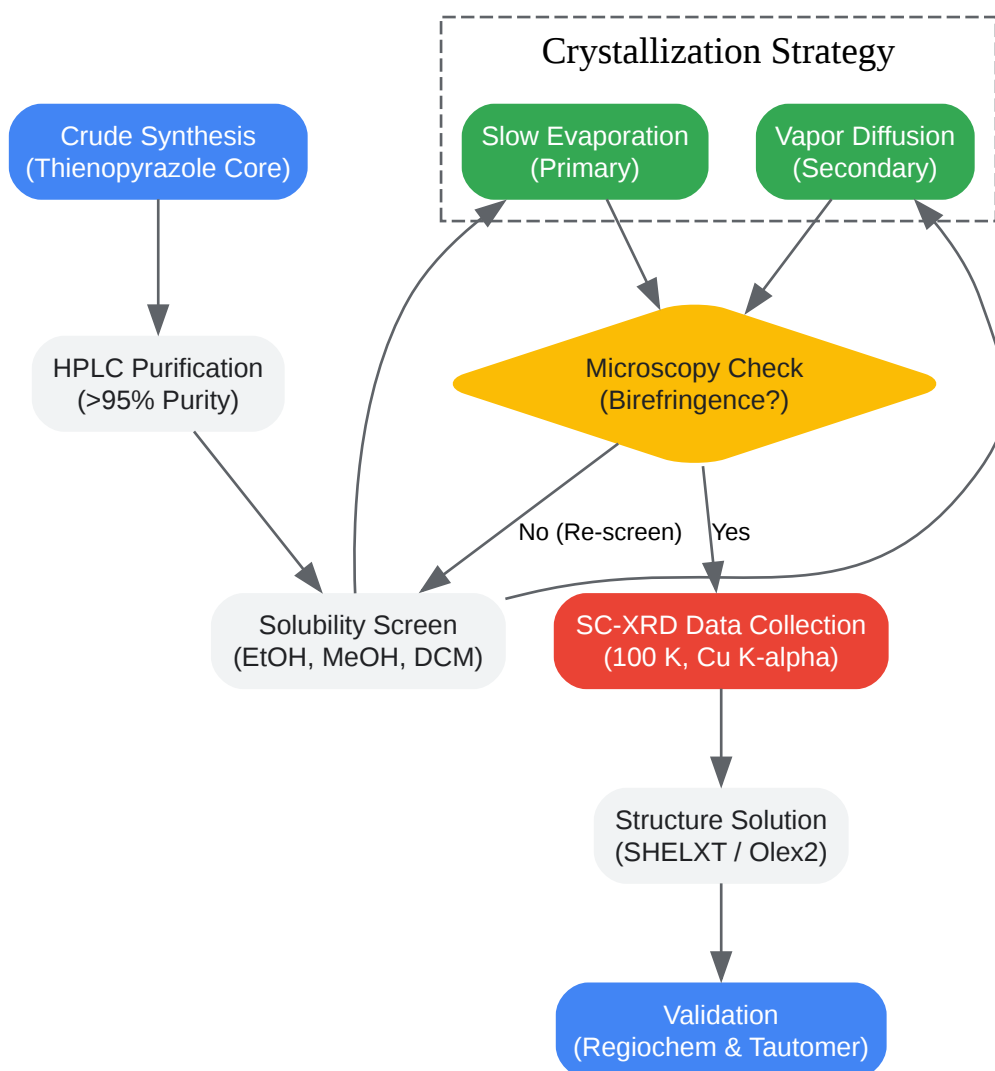 Crystallization Strategy
Crude Synthesis
(Thienopyrazole Core)
Slow Evaporation
(Primary)
Vapor Diffusion
(Secondary)
HPLC Purification
(>95% Purity)
Microscopy Check
(Birefringence?)
No (Re-screen)
Yes
Solubility Screen
(EtOH, MeOH, DCM)
SC-XRD Data Collection
(100 K, Cu K-alpha)
Structure Solution
(SHELXT / Olex2)
Validation
(Regiochem & Tautomer)